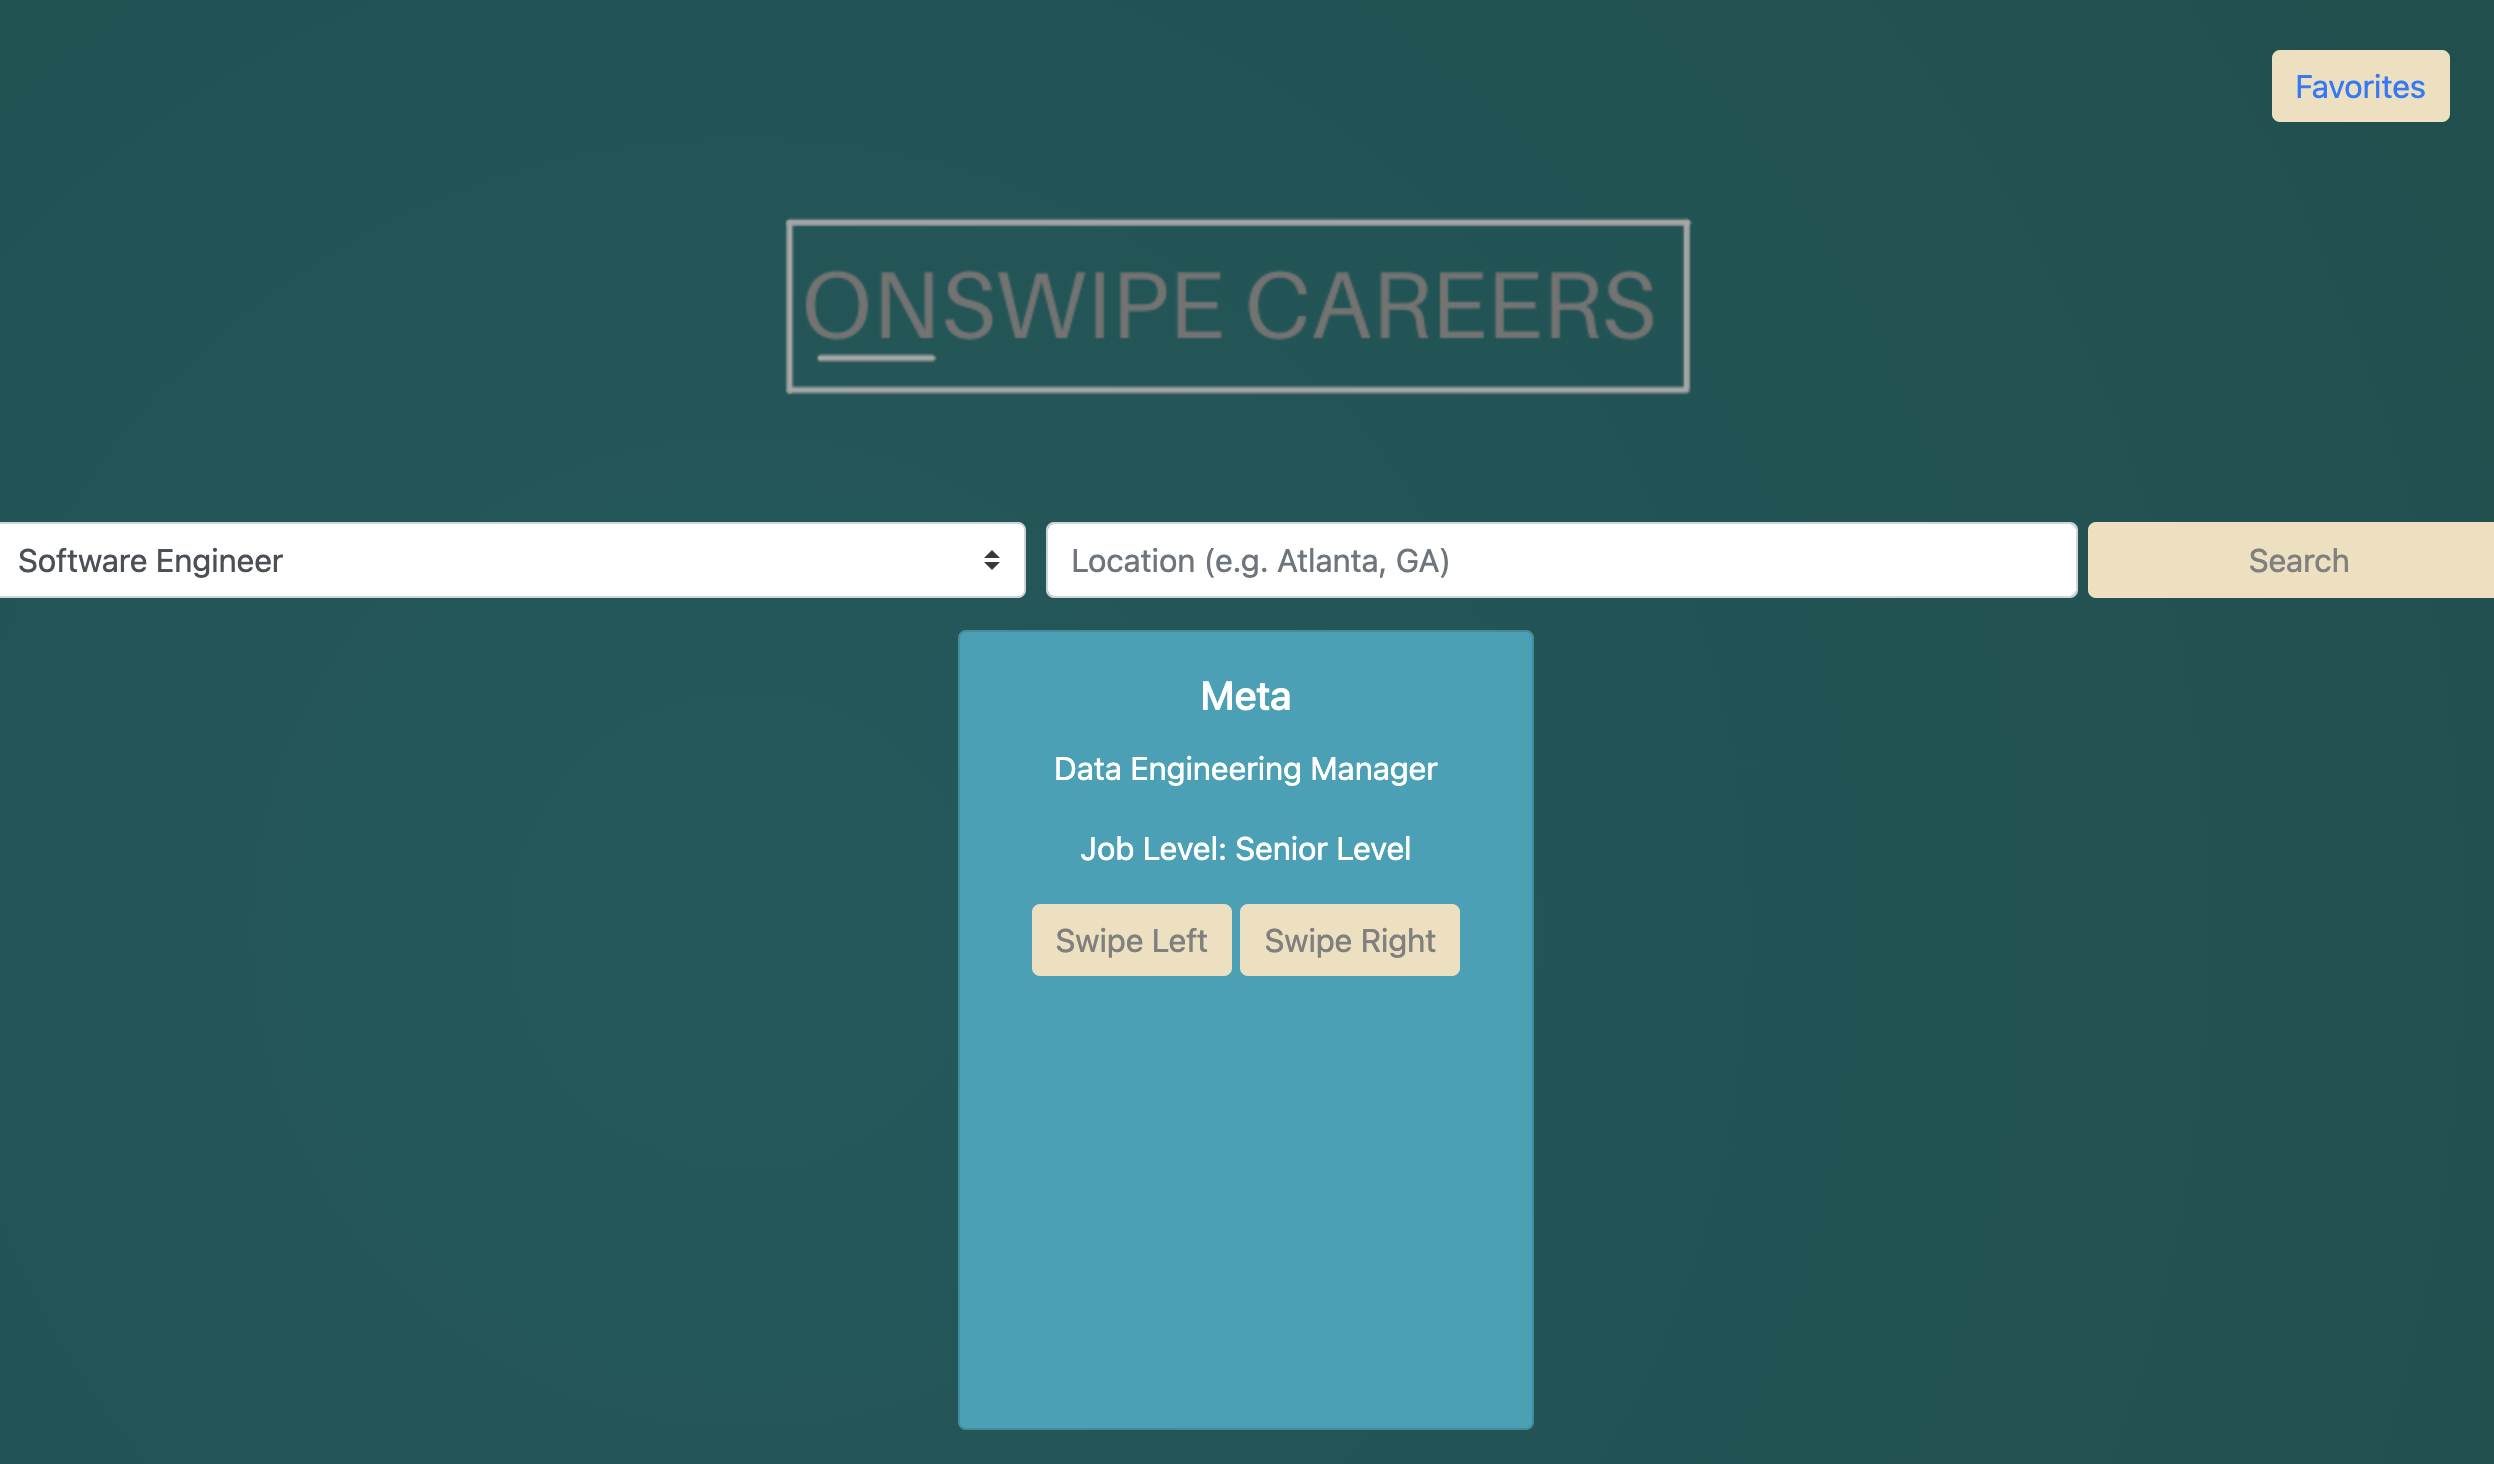 Favorites
ONSWIPE CAREERS
Software Engineer
Location (e.g. Atlanta, GA)
Search
Meta
Data Engineering Manager
Job Level: Senior Level
Swipe Left
Swipe Right